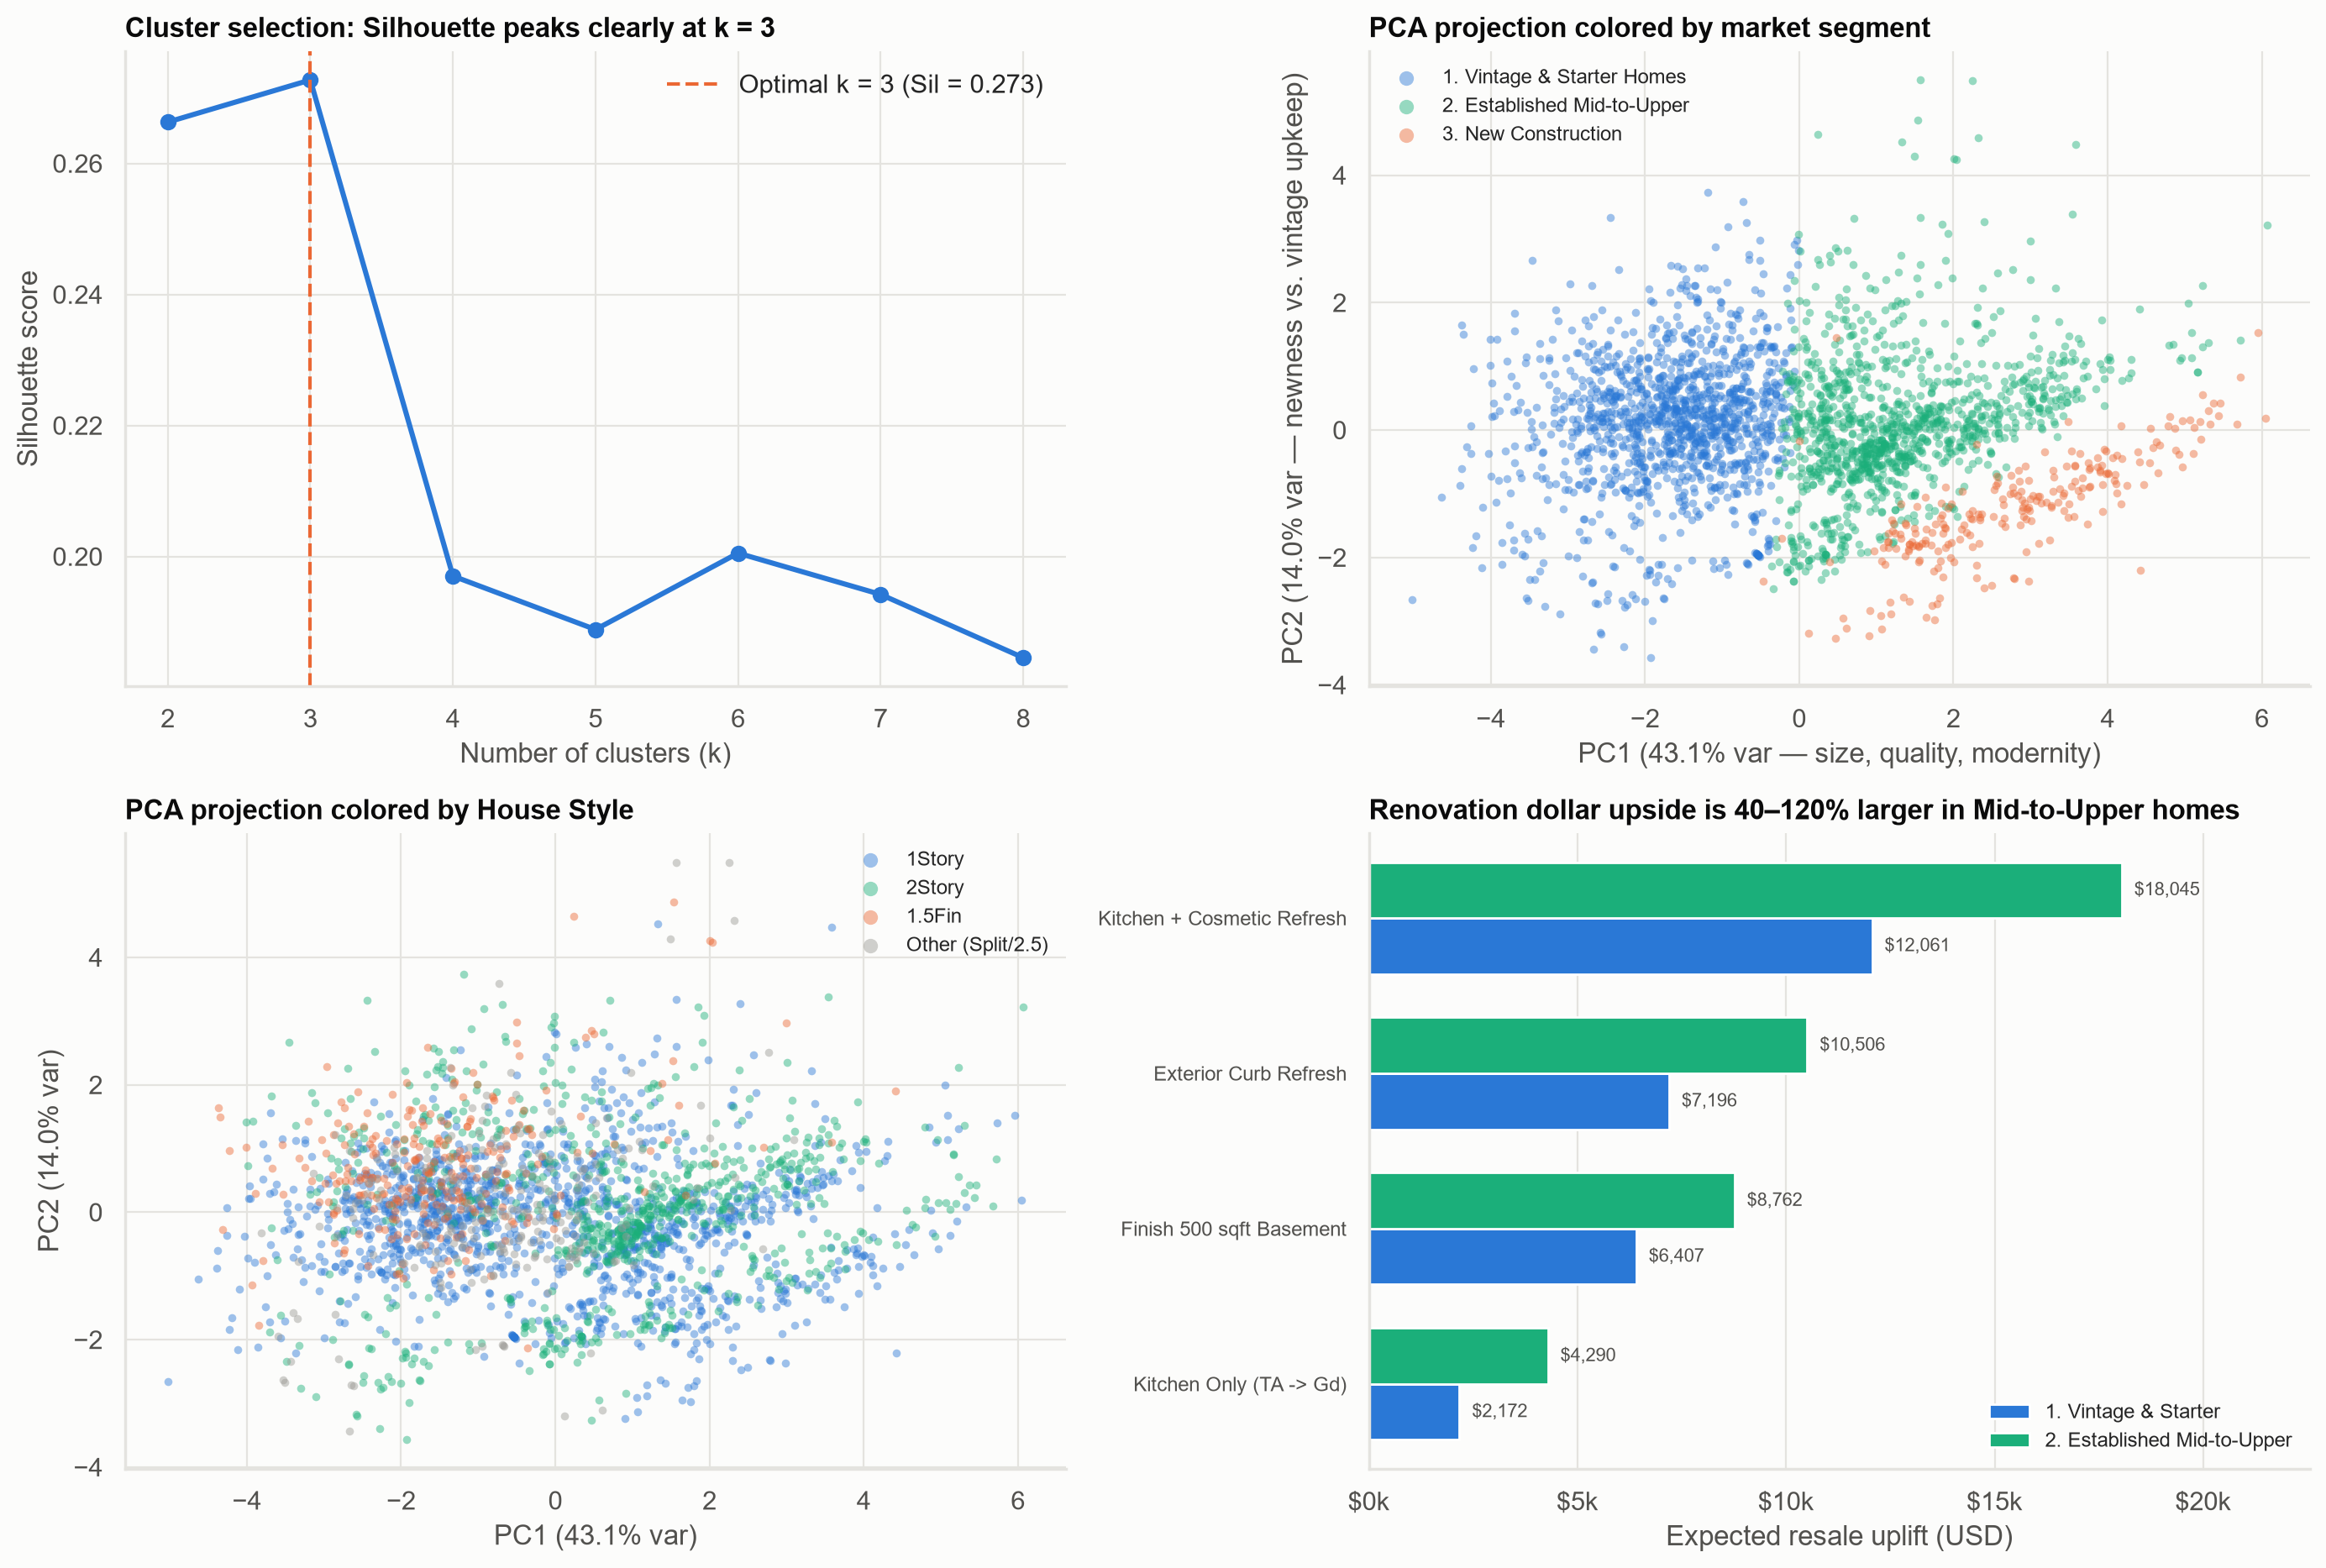 Cluster selection: Silhouette peaks clearly at k = 3
Optimal k = 3 (Sil = 0.273)
Silhouette score
0.26
0.24
0.22
0.20
2 3 4 5 6 7 8
Number of clusters (k)
PCA projection colored by market segment
1. Vintage & Starter Homes
2. Established Mid-to-Upper
3. New Construction
PC2 (14.0% var — newness vs. vintage upkeep)
4
2
0
−2
−4
−4 −2 0 2 4 6
PC1 (43.1% var — size, quality, modernity)
PCA projection colored by House Style
1Story
2Story
1.5Fin
Other (Split/2.5)
PC2 (14.0% var)
4
2
0
−2
−4
−4 −2 0 2 4 6
PC1 (43.1% var)
Renovation dollar upside is 40–120% larger in Mid-to-Upper homes
Kitchen + Cosmetic Refresh
$18,045
$12,061
Exterior Curb Refresh
$10,506
$7,196
Finish 500 sqft Basement
$8,762
$6,407
Kitchen Only (TA -> Gd)
$4,290
$2,172
1. Vintage & Starter
2. Established Mid-to-Upper
$0k $5k $10k $15k $20k
Expected resale uplift (USD)